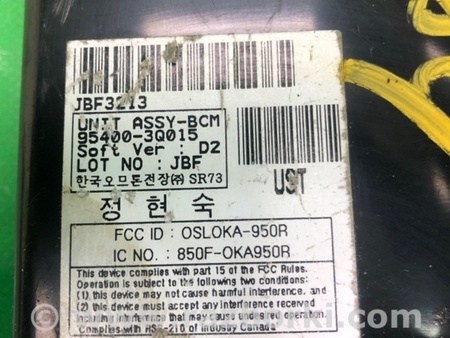 JBF3213
UNIT ASSY-BCM
95400-3Q015
Soft Ver : D2
LOT NO : JBF
한국오므론전장㈜ SR73
UST
정현숙
FCC ID : OSLOKA-950R
IC NO. : 850F-OKA950R
This device complies with part 15 of the FCC Rules.
Operation is subject to the following two conditions:
(1) this device may not cause harmful interference, and
(2) this device must accept any interference received
including interference that may cause undesired operation.
Complies with RSS-210 of Industry Canada